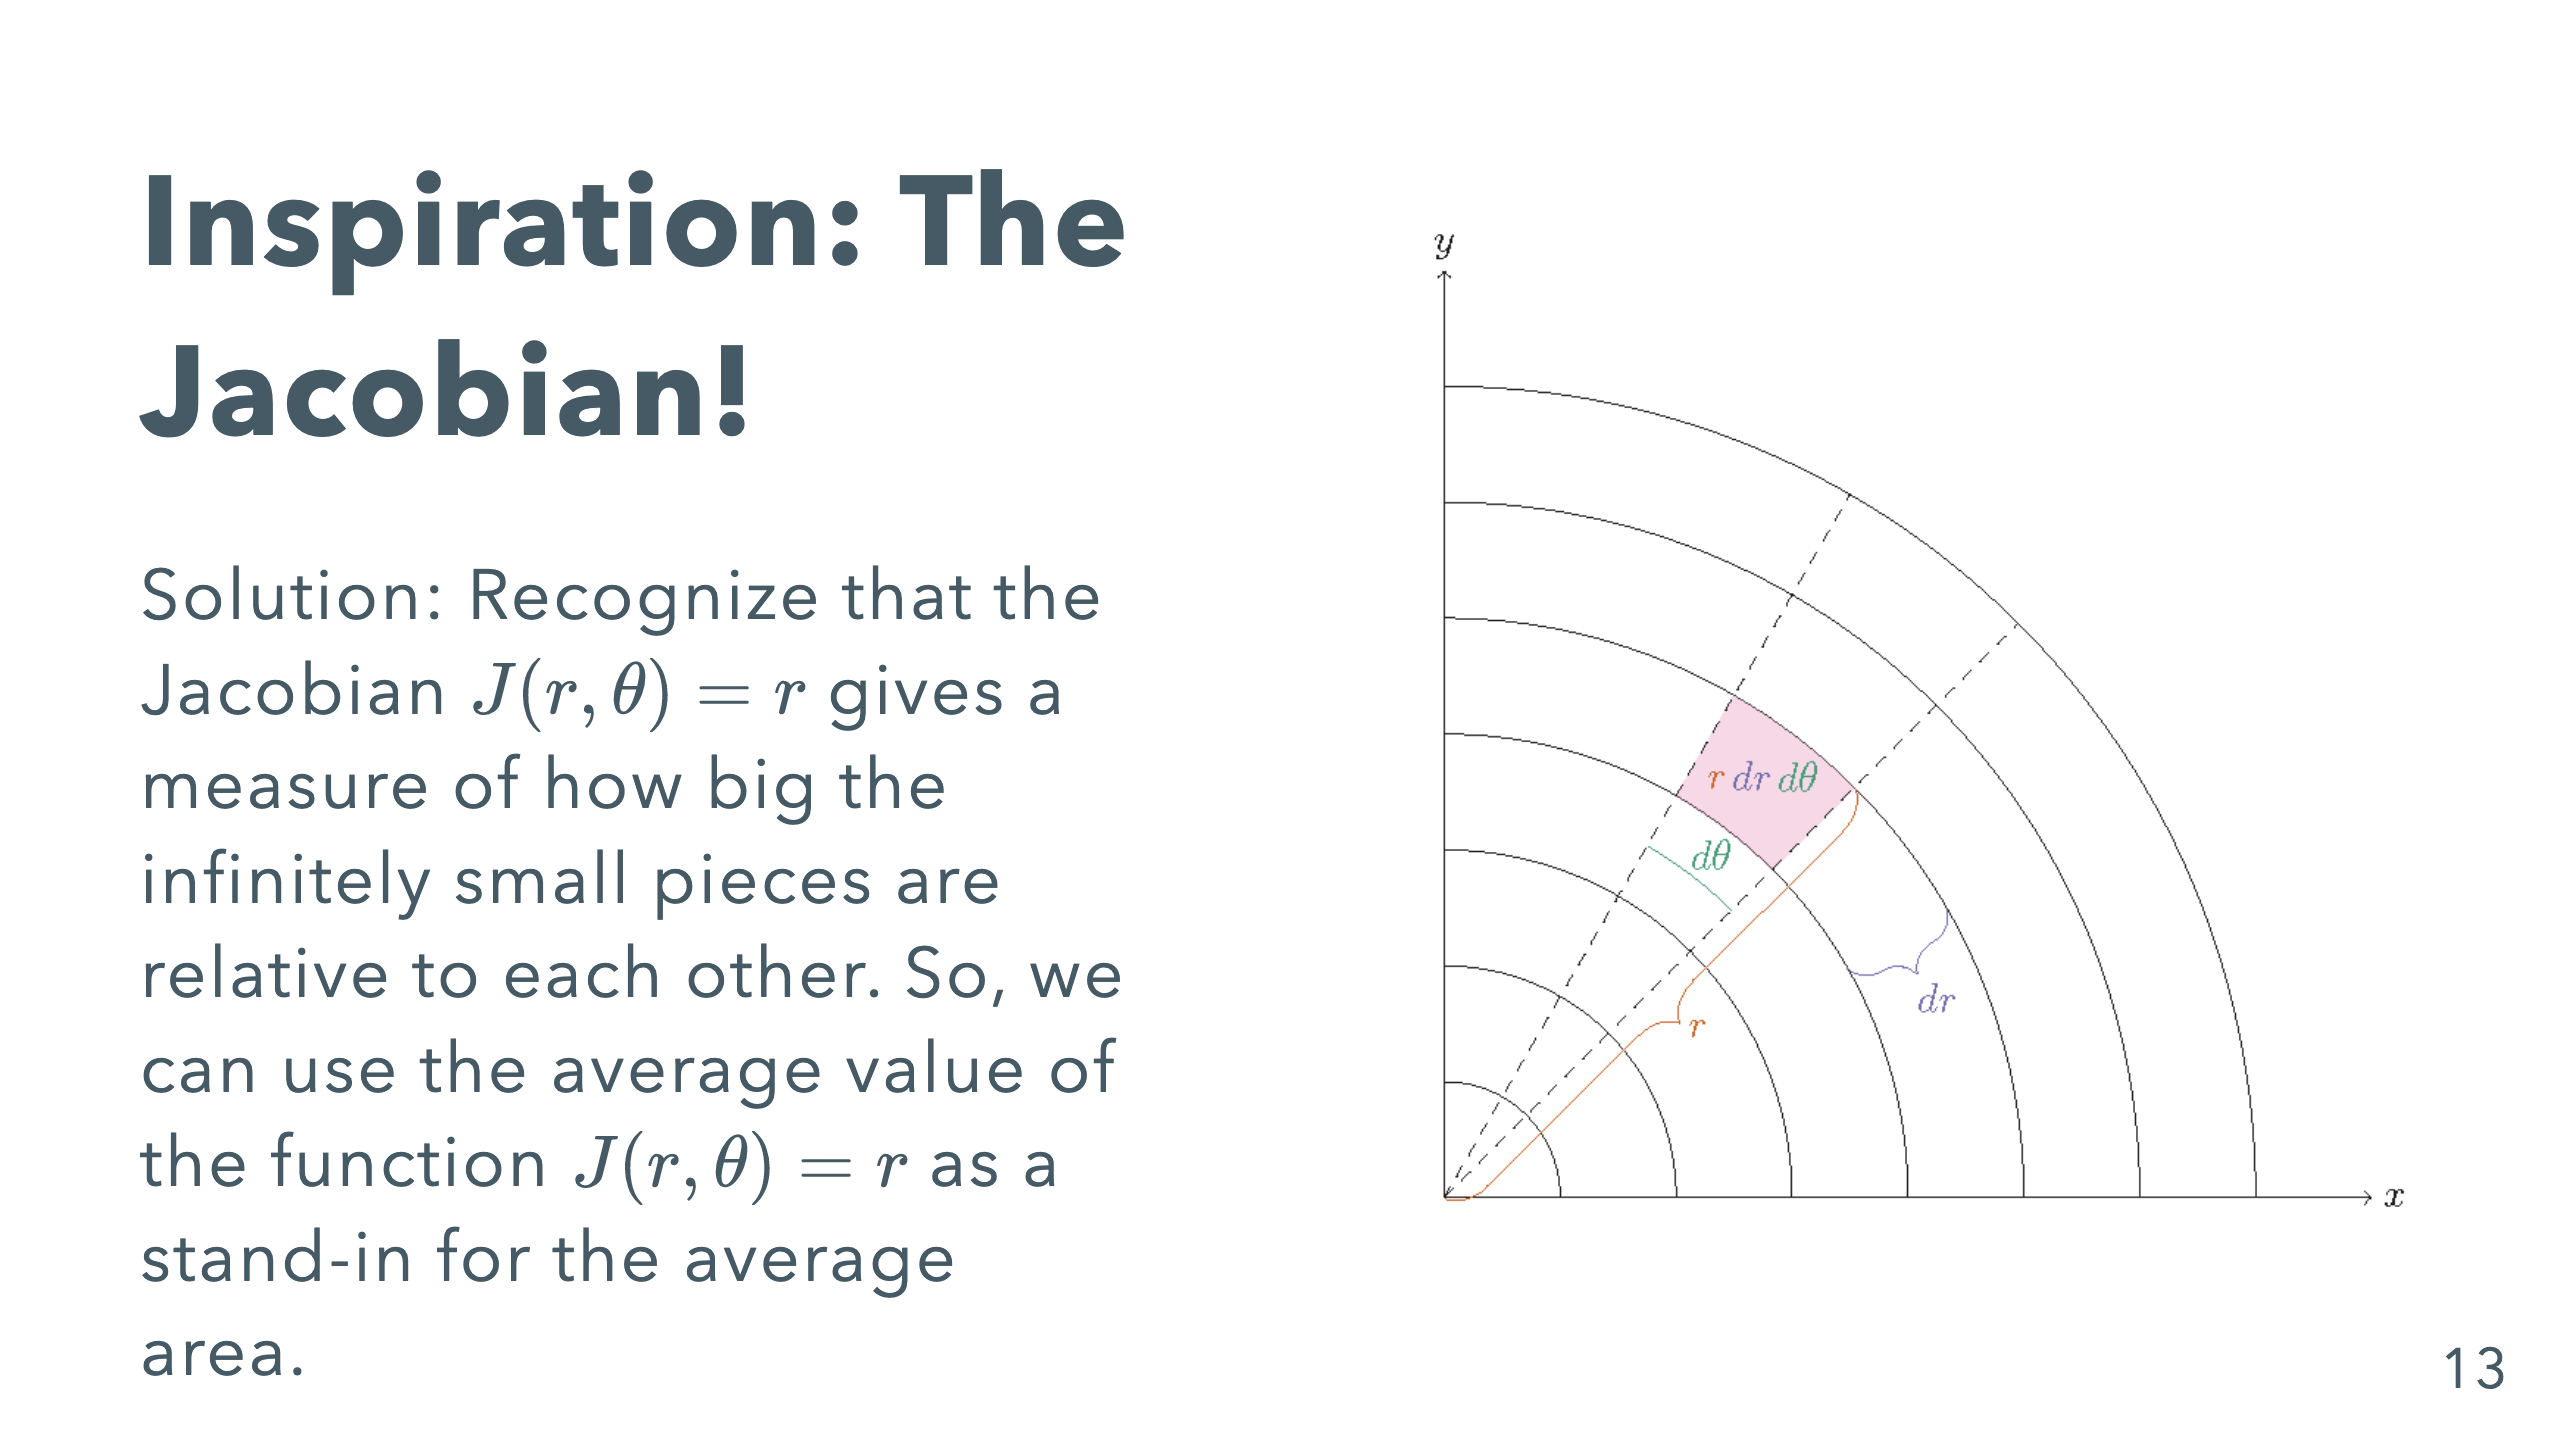 Inspiration: The
Jacobian!
Solution: Recognize that the
Jacobian J(r, θ) = r gives a
measure of how big the
infinitely small pieces are
relative to each other. So, we
can use the average value of
the function J(r, θ) = r as a
stand-in for the average
area.
y
r dr dθ
dθ
dr
r
x
13